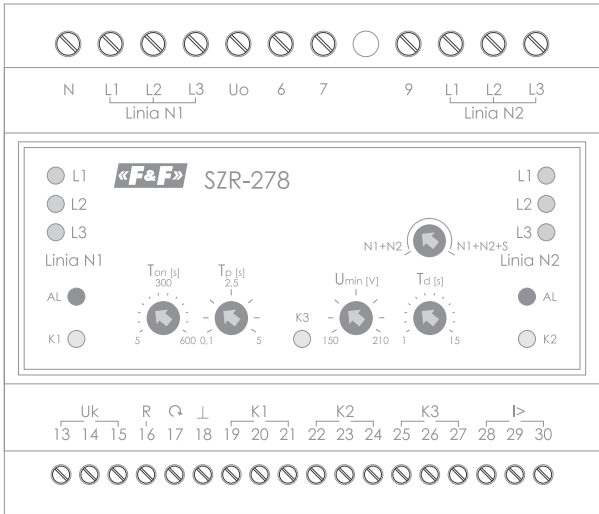 N L1 L2 L3 Uo 6 7 9 L1 L2 L3
Linia N1 Linia N2
«F&F» SZR-278
L1 L1
L2 L2
L3 L3
N1+N2 N1+N2+S
Linia N1 Linia N2
Ton [s] Tp [s] Umin [V] Td [s]
300 2,5
AL AL
K3
K1 K2
5 600 0,1 5 150 210 1 15
Uk R ⟳ ⊥ K1 K2 K3 I>
13 14 15 16 17 18 19 20 21 22 23 24 25 26 27 28 29 30